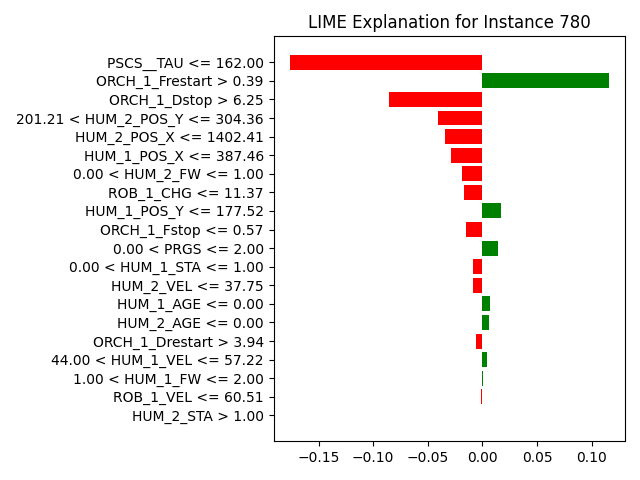 LIME Explanation for Instance 780
PSCS__TAU <= 162.00
ORCH_1_Frestart > 0.39
ORCH_1_Dstop > 6.25
201.21 < HUM_2_POS_Y <= 304.36
HUM_2_POS_X <= 1402.41
HUM_1_POS_X <= 387.46
0.00 < HUM_2_FW <= 1.00
ROB_1_CHG <= 11.37
HUM_1_POS_Y <= 177.52
ORCH_1_Fstop <= 0.57
0.00 < PRGS <= 2.00
0.00 < HUM_1_STA <= 1.00
HUM_2_VEL <= 37.75
HUM_1_AGE <= 0.00
HUM_2_AGE <= 0.00
ORCH_1_Drestart > 3.94
44.00 < HUM_1_VEL <= 57.22
1.00 < HUM_1_FW <= 2.00
ROB_1_VEL <= 60.51
HUM_2_STA > 1.00
−0.15 −0.10 −0.05 0.00 0.05 0.10